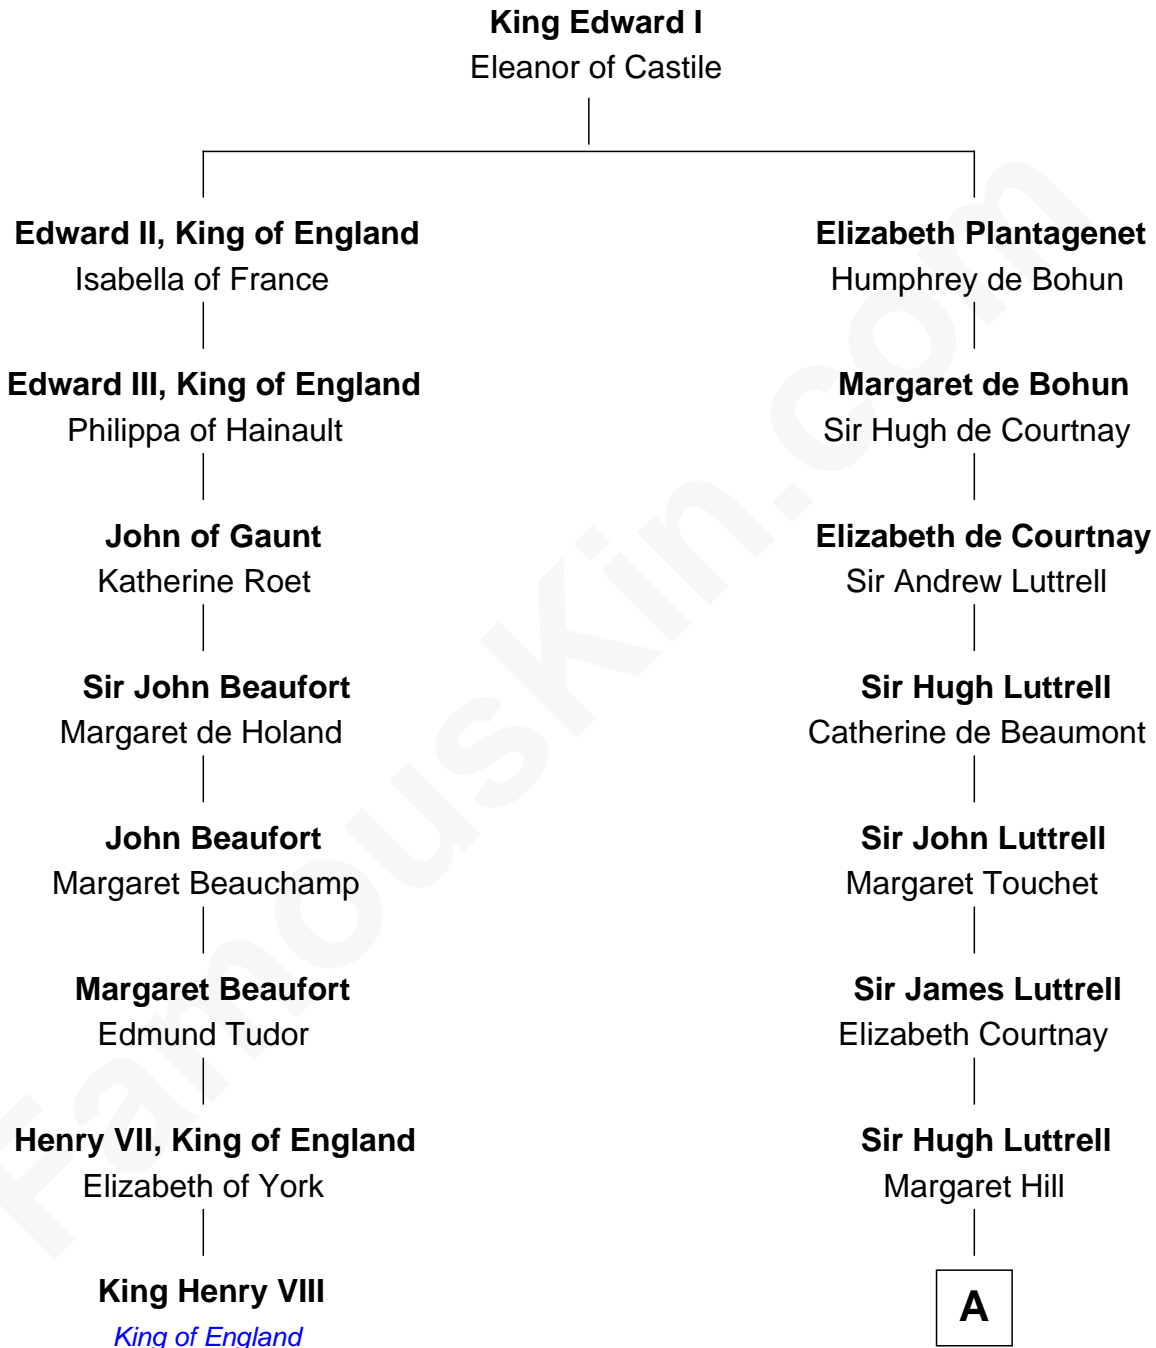 King Edward I
Eleanor of Castile
Edward II, King of England
Isabella of France
Elizabeth Plantagenet
Humphrey de Bohun
Edward III, King of England
Philippa of Hainault
Margaret de Bohun
Sir Hugh de Courtnay
John of Gaunt
Katherine Roet
Elizabeth de Courtnay
Sir Andrew Luttrell
Sir John Beaufort
Margaret de Holand
Sir Hugh Luttrell
Catherine de Beaumont
John Beaufort
Margaret Beauchamp
Sir John Luttrell
Margaret Touchet
Margaret Beaufort
Edmund Tudor
Sir James Luttrell
Elizabeth Courtnay
Henry VII, King of England
Elizabeth of York
Sir Hugh Luttrell
Margaret Hill
King Henry VIII
King of England
A
FamousKin.com